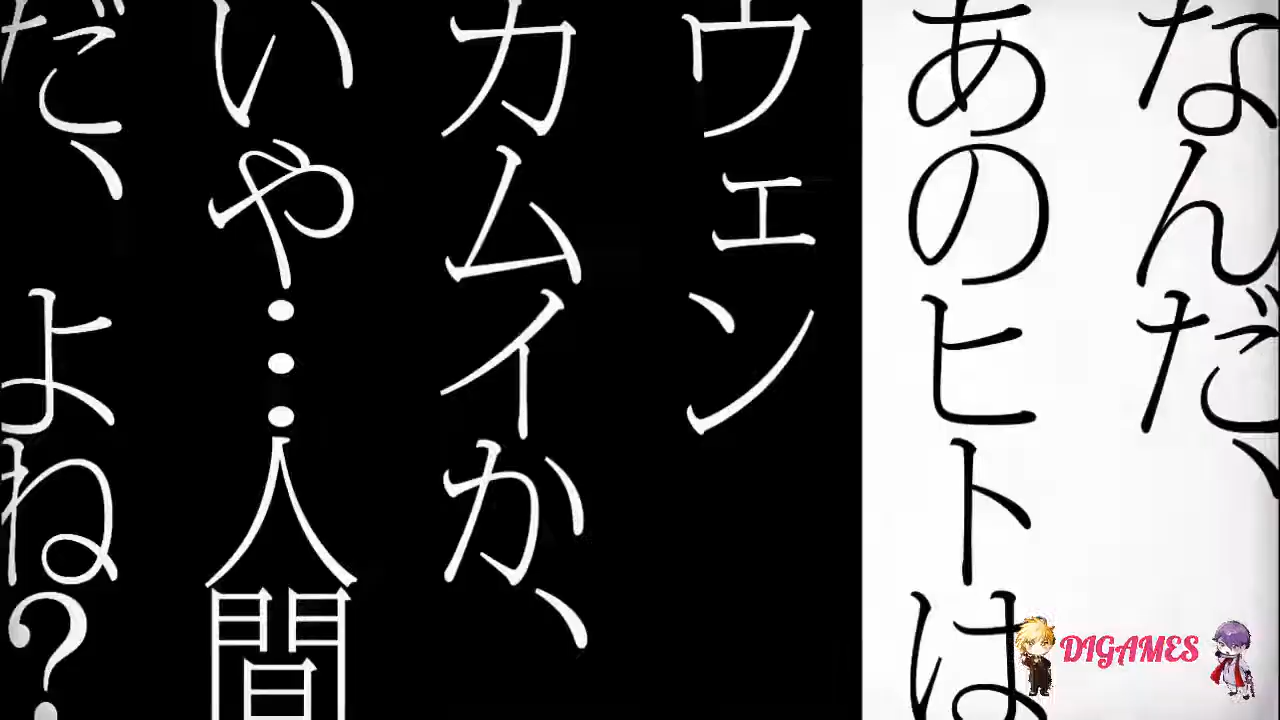 なんだ、
あのヒトは
ウェン
カムイか、
いや…人間
だ、よね?
DIGAMES